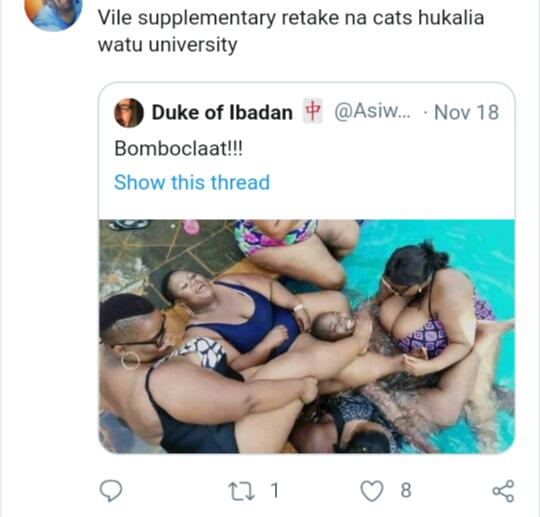 Vile supplementary retake na cats hukalia
watu university
Duke of Ibadan 中 @Asiw... · Nov 18
Bomboclaat!!!
Show this thread
1
8